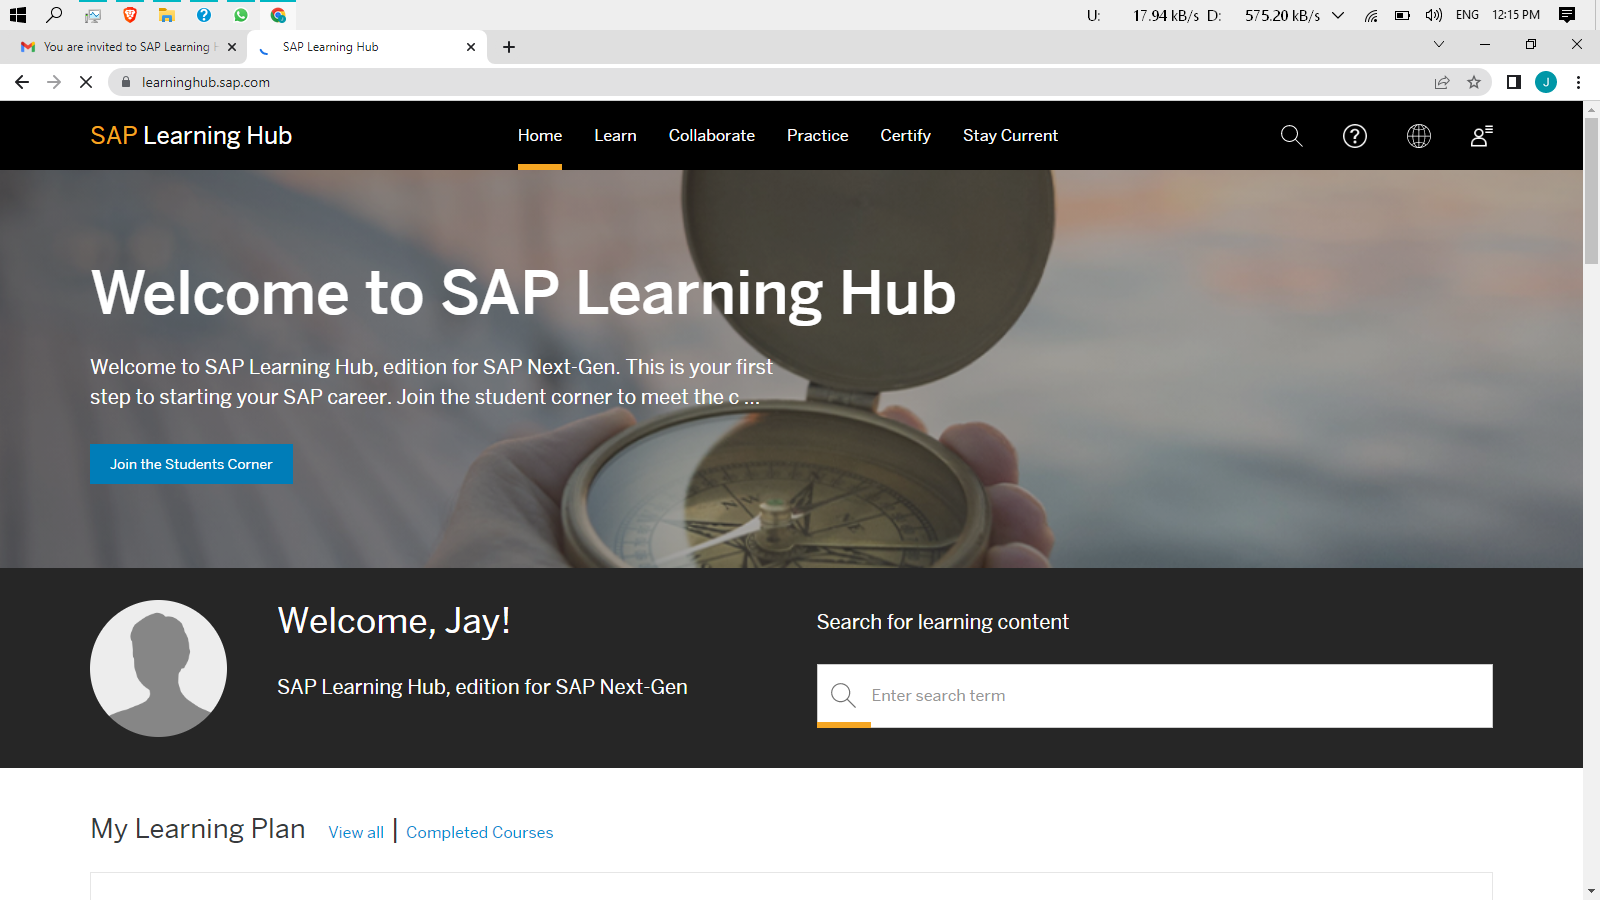 U: 17.94 kB/s D: 575.20 kB/s ENG 12:15 PM
You are invited to SAP Learning H
SAP Learning Hub
learninghub.sap.com
J
SAP Learning Hub
Home Learn Collaborate Practice Certify Stay Current
Welcome to SAP Learning Hub
Welcome to SAP Learning Hub, edition for SAP Next-Gen. This is your first
step to starting your SAP career. Join the student corner to meet the c ...
Join the Students Corner
Welcome, Jay!
SAP Learning Hub, edition for SAP Next-Gen
Search for learning content
Enter search term
My Learning Plan View all | Completed Courses